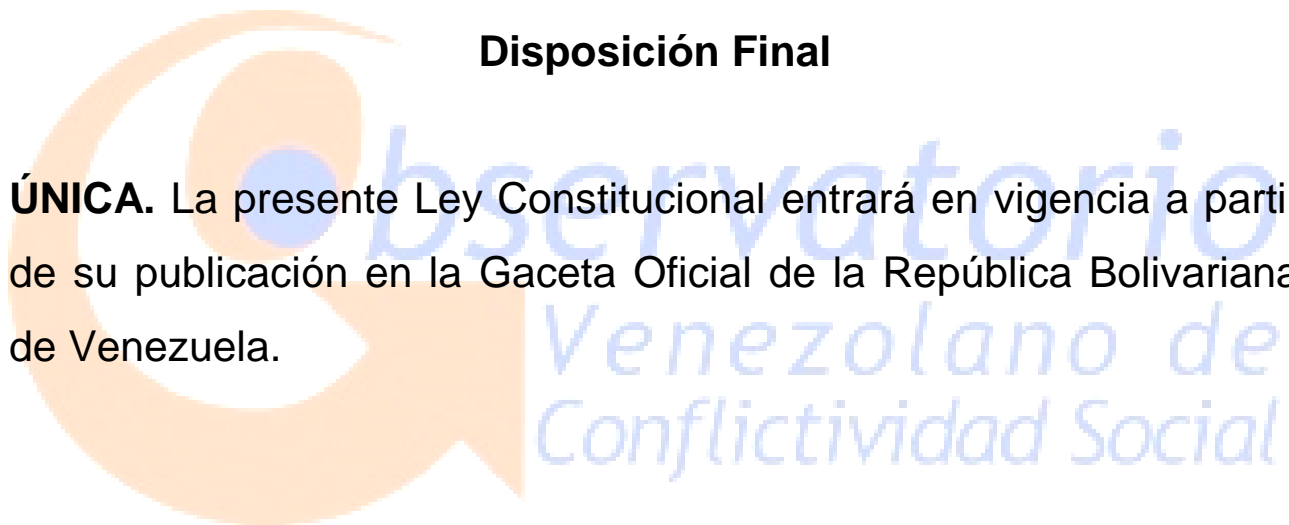 Disposición Final
ÚNICA. La presente Ley Constitucional entrará en vigencia a parti
de su publicación en la Gaceta Oficial de la República Bolivariana
de Venezuela.
Observatorio
Venezolano de
Conflictividad Social